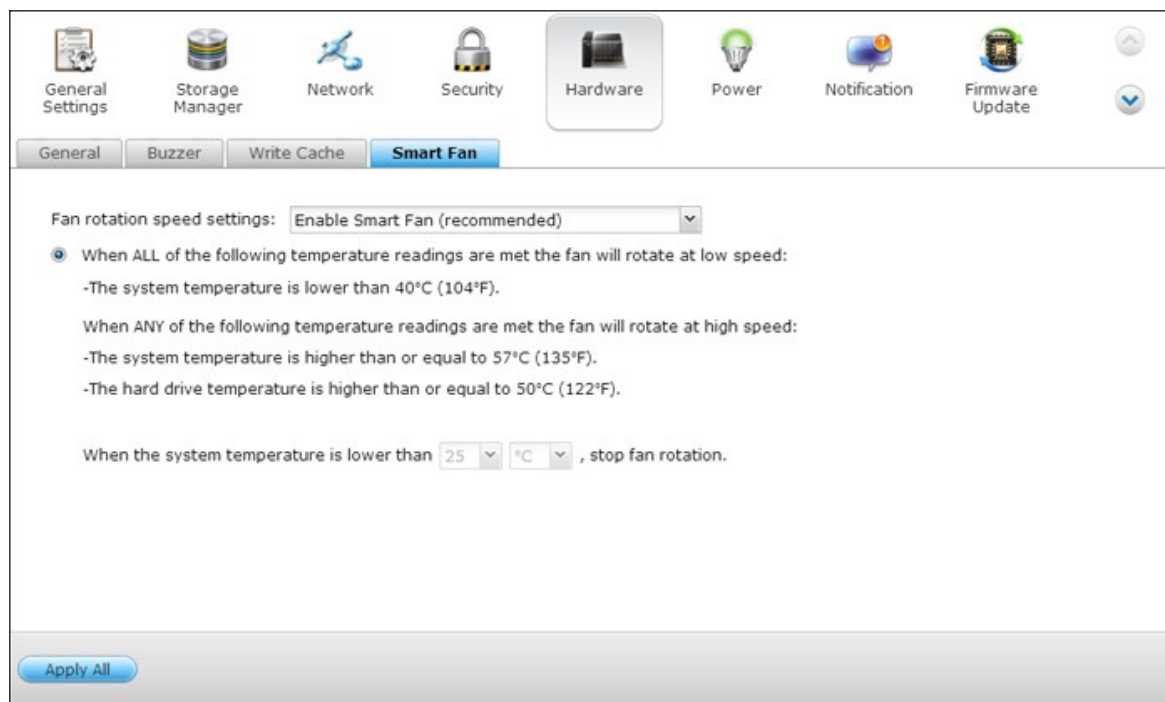 General Settings
Storage Manager
Network
Security
Hardware
Power
Notification
Firmware Update
General
Buzzer
Write Cache
Smart Fan
Fan rotation speed settings: Enable Smart Fan (recommended)
When ALL of the following temperature readings are met the fan will rotate at low speed:
-The system temperature is lower than 40°C (104°F).
When ANY of the following temperature readings are met the fan will rotate at high speed:
-The system temperature is higher than or equal to 57°C (135°F).
-The hard drive temperature is higher than or equal to 50°C (122°F).
When the system temperature is lower than 25 °C , stop fan rotation.
Apply All